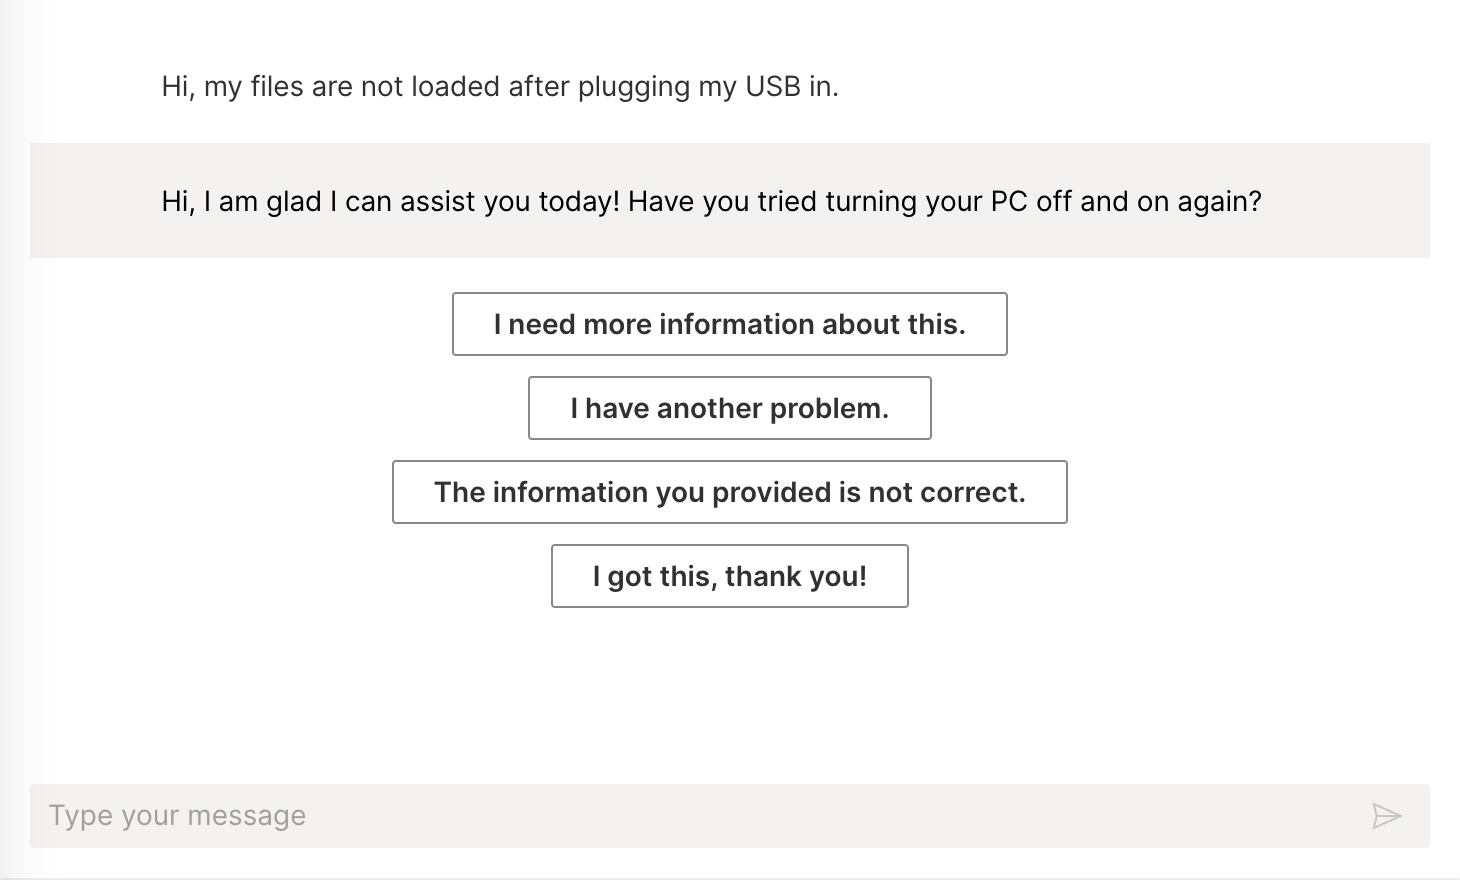 Hi, my files are not loaded after plugging my USB in.
Hi, I am glad I can assist you today! Have you tried turning your PC off and on again?
I need more information about this.
I have another problem.
The information you provided is not correct.
I got this, thank you!
Type your message